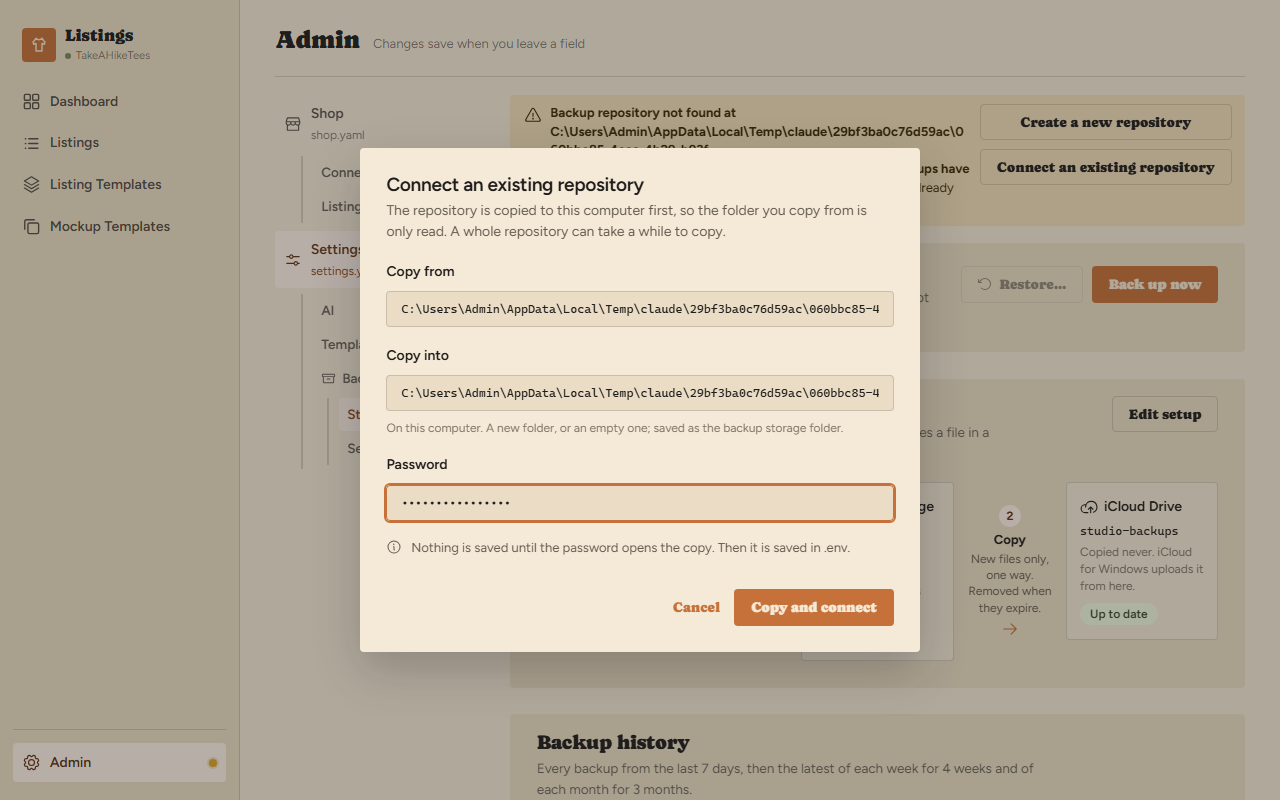 Listings
TakeAHikeTees
Dashboard
Listings
Listing Templates
Mockup Templates
Admin
Admin
Changes save when you leave a field
Shop
shop.yaml
Backup repository not found at
C:\Users\Admin\AppData\Local\Temp\claude\29bf3ba0c76d59ac\0
Create a new repository
Connect an existing repository
Restore...
Back up now
AI
Edit setup
Connect an existing repository
The repository is copied to this computer first, so the folder you copy from is
only read. A whole repository can take a while to copy.
Copy from
C:\Users\Admin\AppData\Local\Temp\claude\29bf3ba0c76d59ac\060bbc85-4
Copy into
C:\Users\Admin\AppData\Local\Temp\claude\29bf3ba0c76d59ac\060bbc85-4
On this computer. A new folder, or an empty one; saved as the backup storage folder.
Password
••••••••••••••••
Nothing is saved until the password opens the copy. Then it is saved in .env.
Cancel
Copy and connect
2
Copy
New files only,
one way.
Removed when
they expire.
iCloud Drive
studio-backups
Copied never. iCloud
for Windows uploads it
from here.
Up to date
Backup history
Every backup from the last 7 days, then the latest of each week for 4 weeks and of
each month for 3 months.